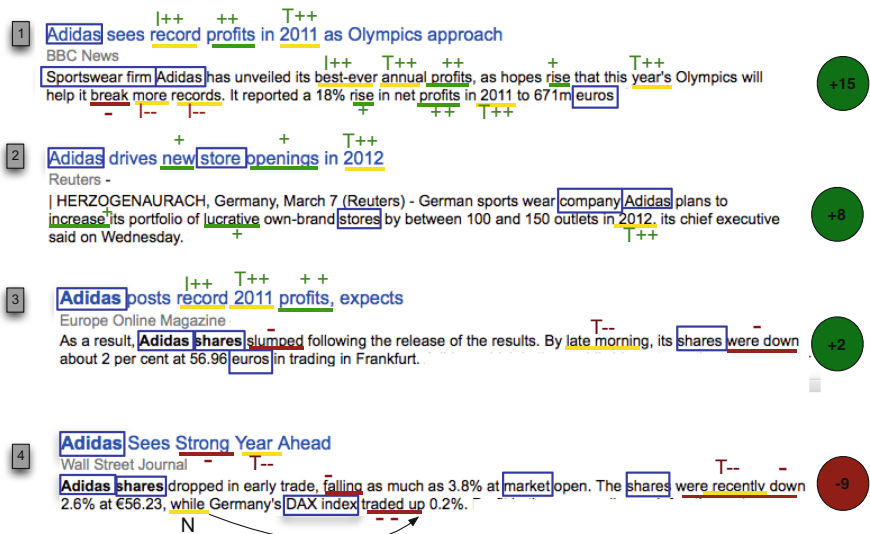 I++ ++ T++
1 Adidas sees record profits in 2011 as Olympics approach
BBC News
I++ T++ ++ + T++
Sportswear firm Adidas has unveiled its best-ever annual profits, as hopes rise that this year's Olympics will
help it break more records. It reported a 18% rise in net profits in 2011 to 671m euros
- I-- I-- + ++ T++
+15
+ + T++
2 Adidas drives new store openings in 2012
Reuters -
| HERZOGENAURACH, Germany, March 7 (Reuters) - German sports wear company Adidas plans to
+
increase its portfolio of lucrative own-brand stores by between 100 and 150 outlets in 2012. its chief executive
said on Wednesday.
+ T++
+8
I++ T++ + +
3 Adidas posts record 2011 profits, expects
Europe Online Magazine
- T-- -
As a result, Adidas shares slumped following the release of the results. By late morning, its shares were down
about 2 per cent at 56.96 euros in trading in Frankfurt.
+2
4 Adidas Sees Strong Year Ahead
- T--
Wall Street Journal
- T-- -
Adidas shares dropped in early trade, falling as much as 3.8% at market open. The shares were recently down
2.6% at €56.23, while Germany's DAX index traded up 0.2%.
N - -
-9